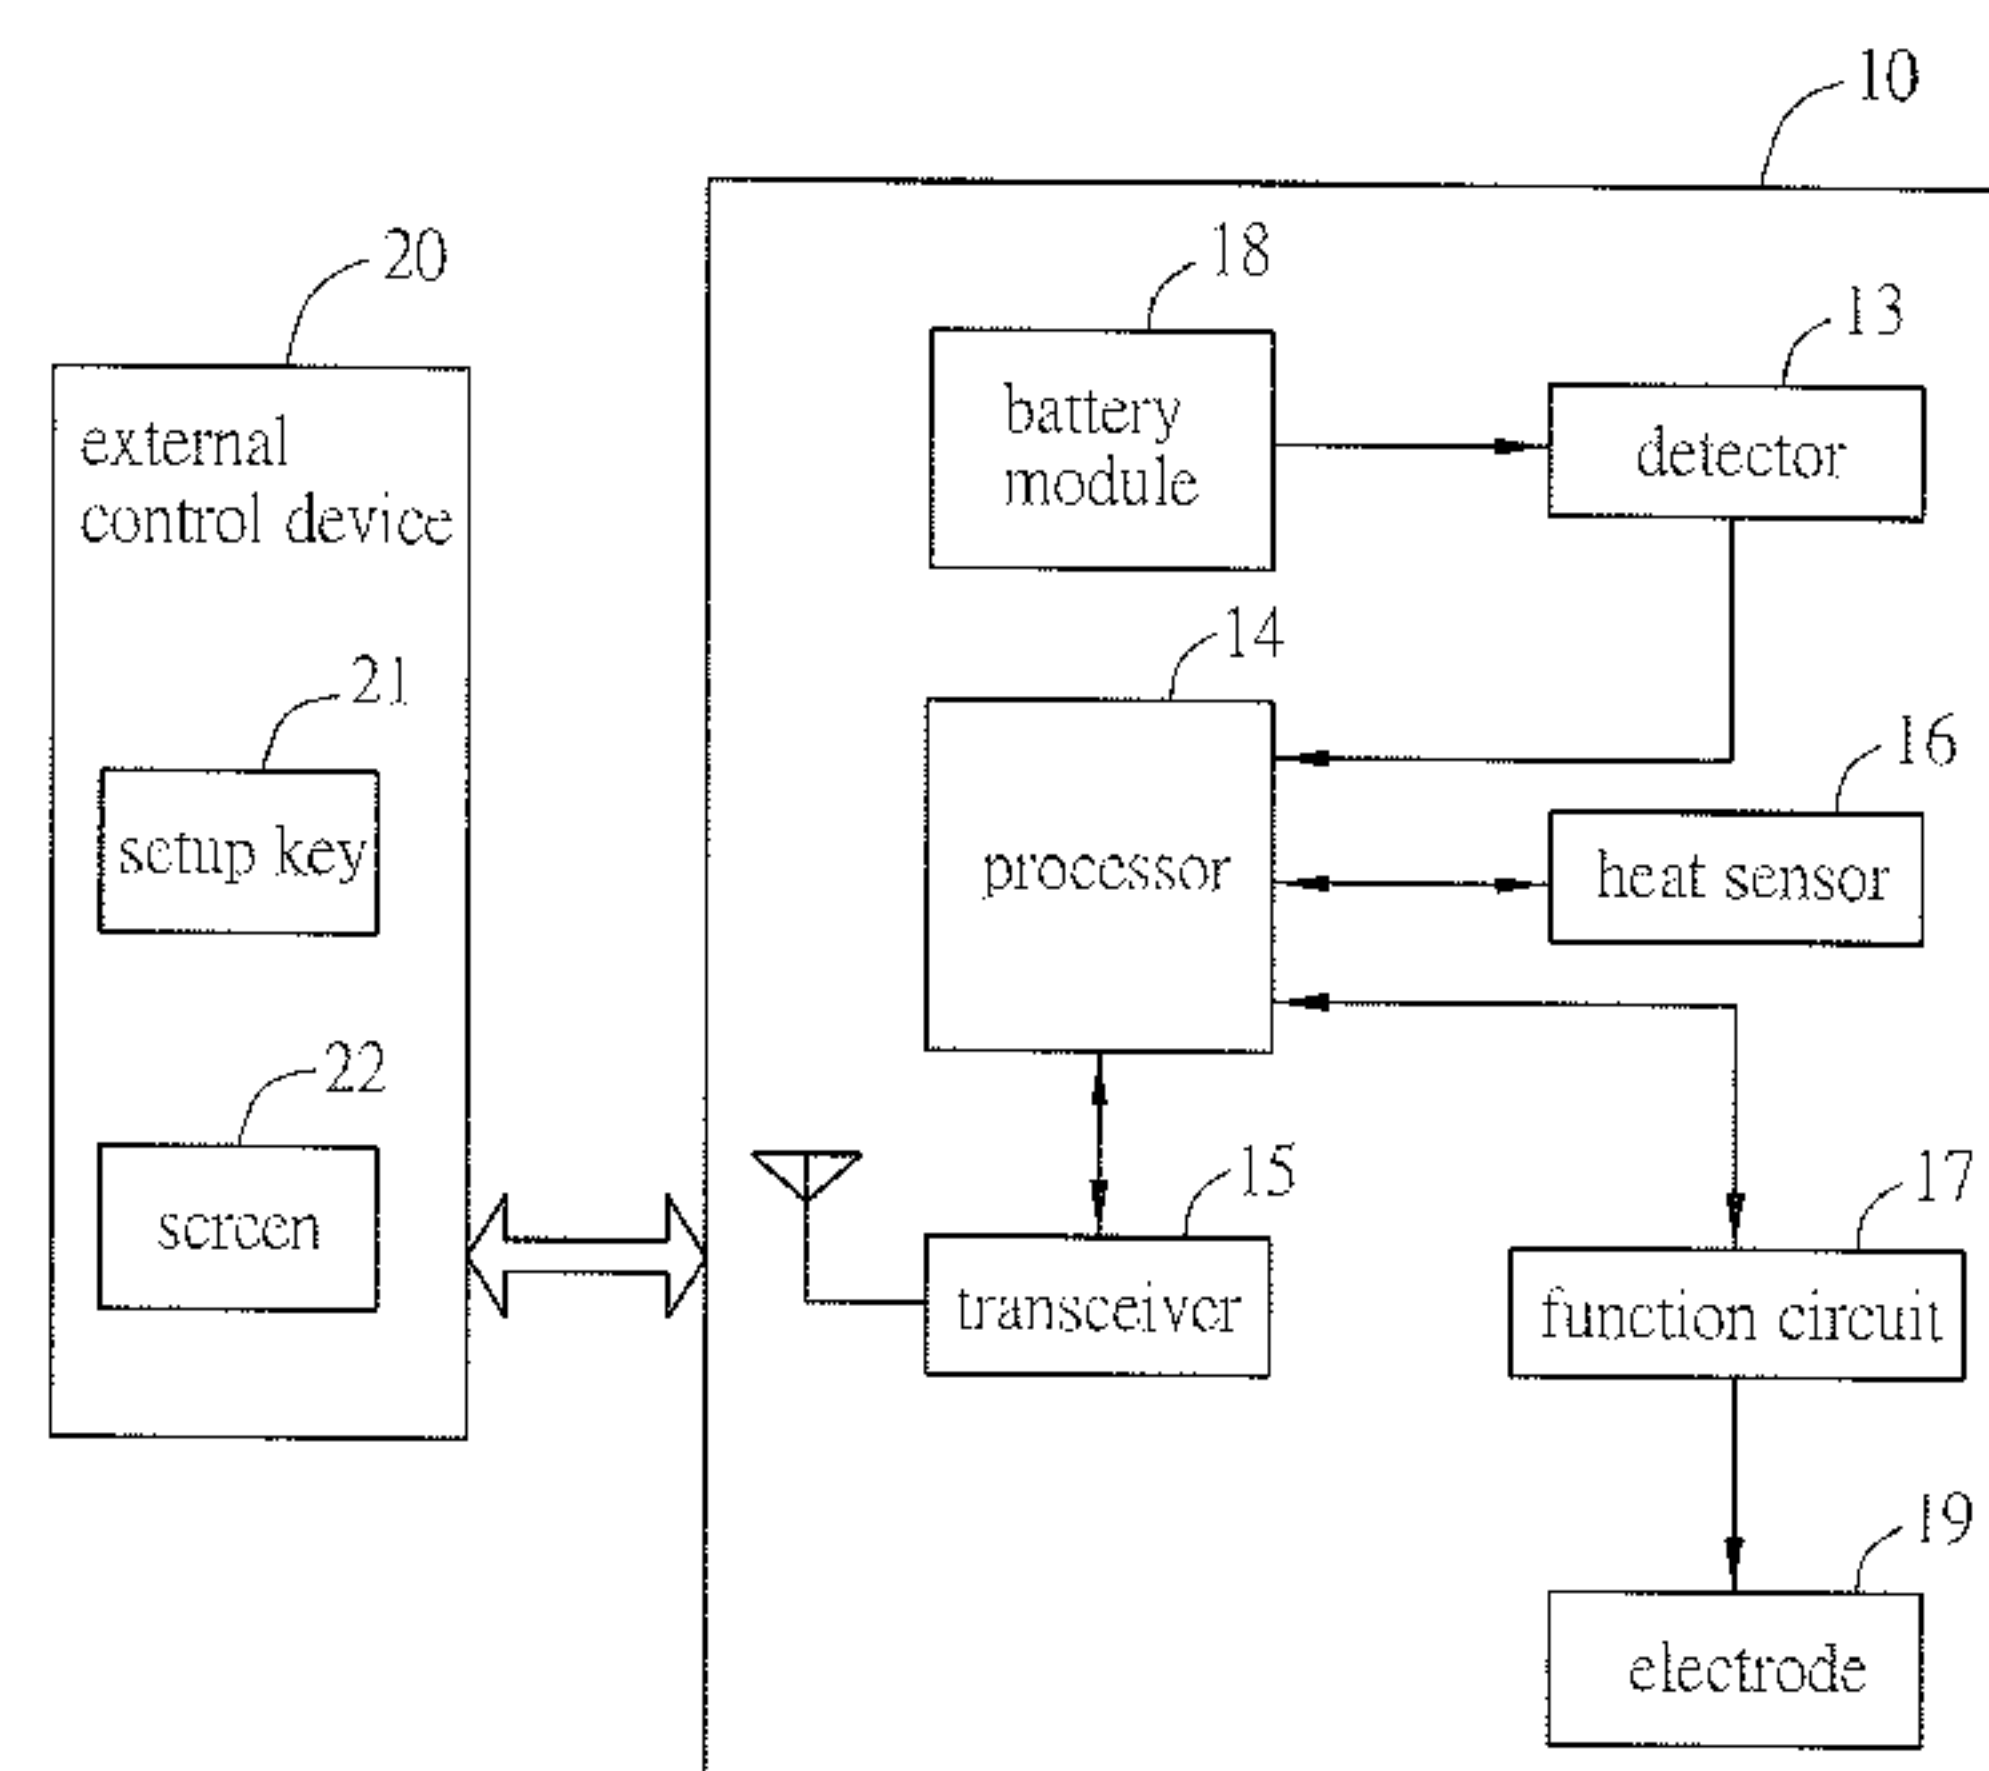 10
20
18
13
external
control device
battery
module
detector
14
21
16
setup key
processor
heat sensor
22
15
17
screen
transceiver
function circuit
19
electrode